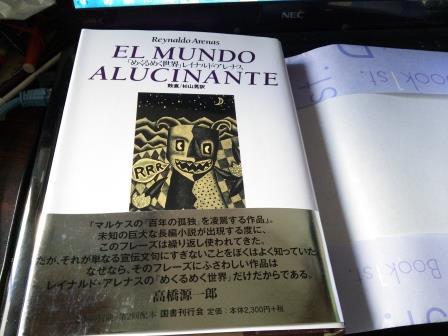 NEC
Reynaldo Arenas
EL MUNDO
「めくるめく世界」レイナルド・アレナス
ALUCINANTE
鼓直/杉山晃訳
RRR
「マルケスの『百年の孤独』を凌駕する作品」。
未知の巨大な長編小説が出現する度に、
このフレーズは繰り返し使われてきた。
だが、それが単なる宣伝文句にすぎないことをぼくはよく知っていた。
なぜなら、そのフレーズにふさわしい作品は
レイナルド・アレナスの『めくるめく世界』だけだからである。
高橋源一郎
第2回配本 国書刊行会 定価:本体2,300円+税
Book